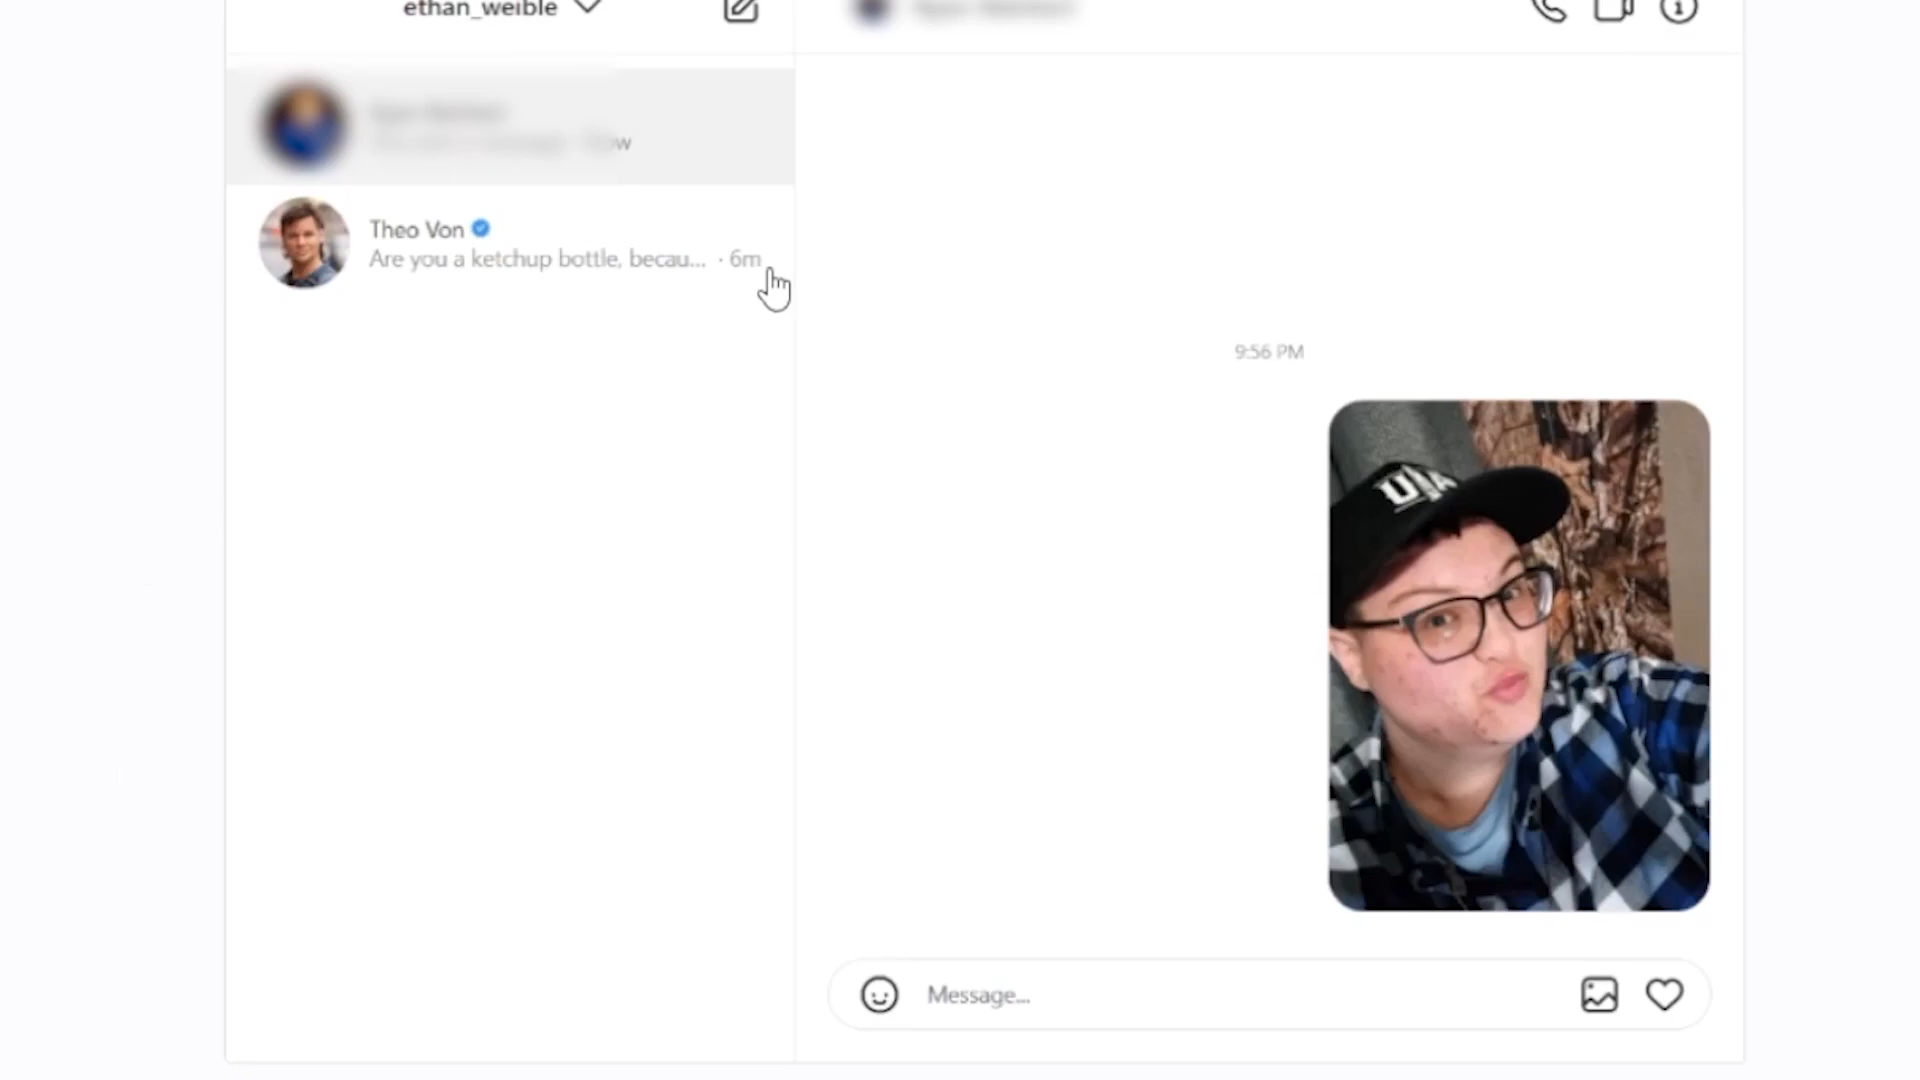 ethan_weible
Theo Von
Are you a ketchup bottle, becau... · 6m
9:56 PM
Message...